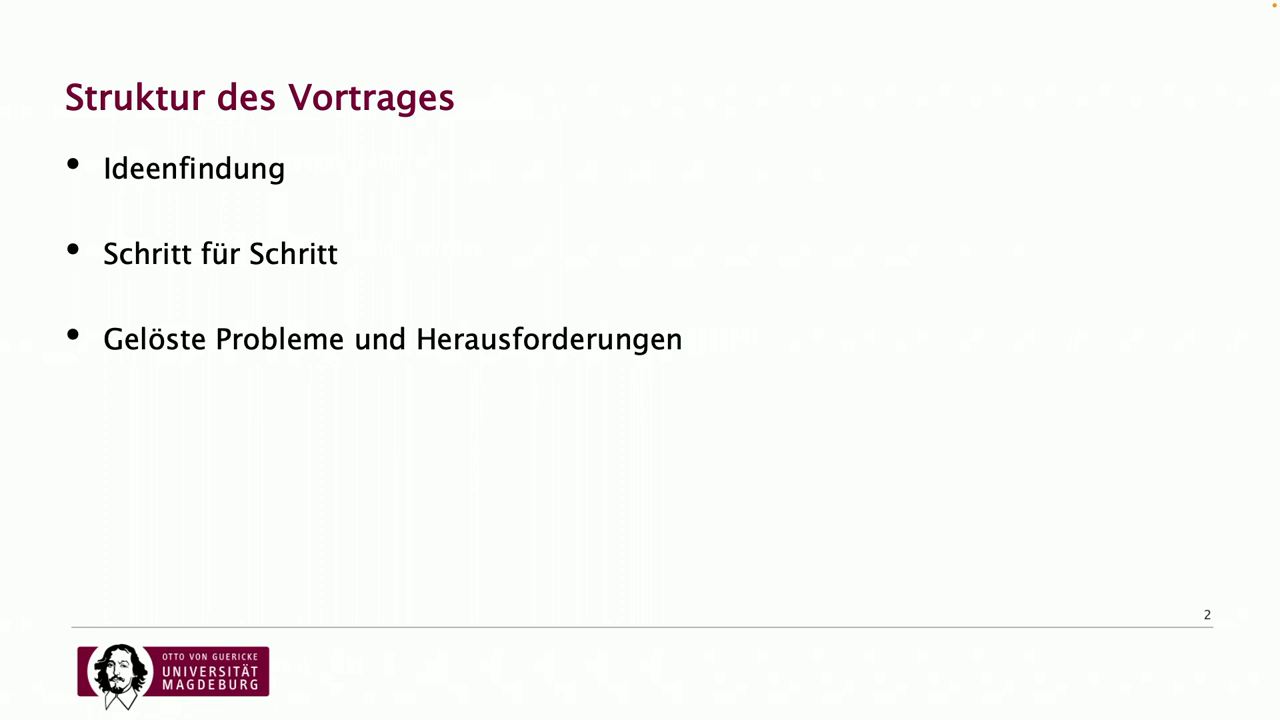 Struktur des Vortrages
• Ideenfindung
• Schritt für Schritt
• Gelöste Probleme und Herausforderungen
2
OTTO VON GUERICKE
UNIVERSITÄT
MAGDEBURG